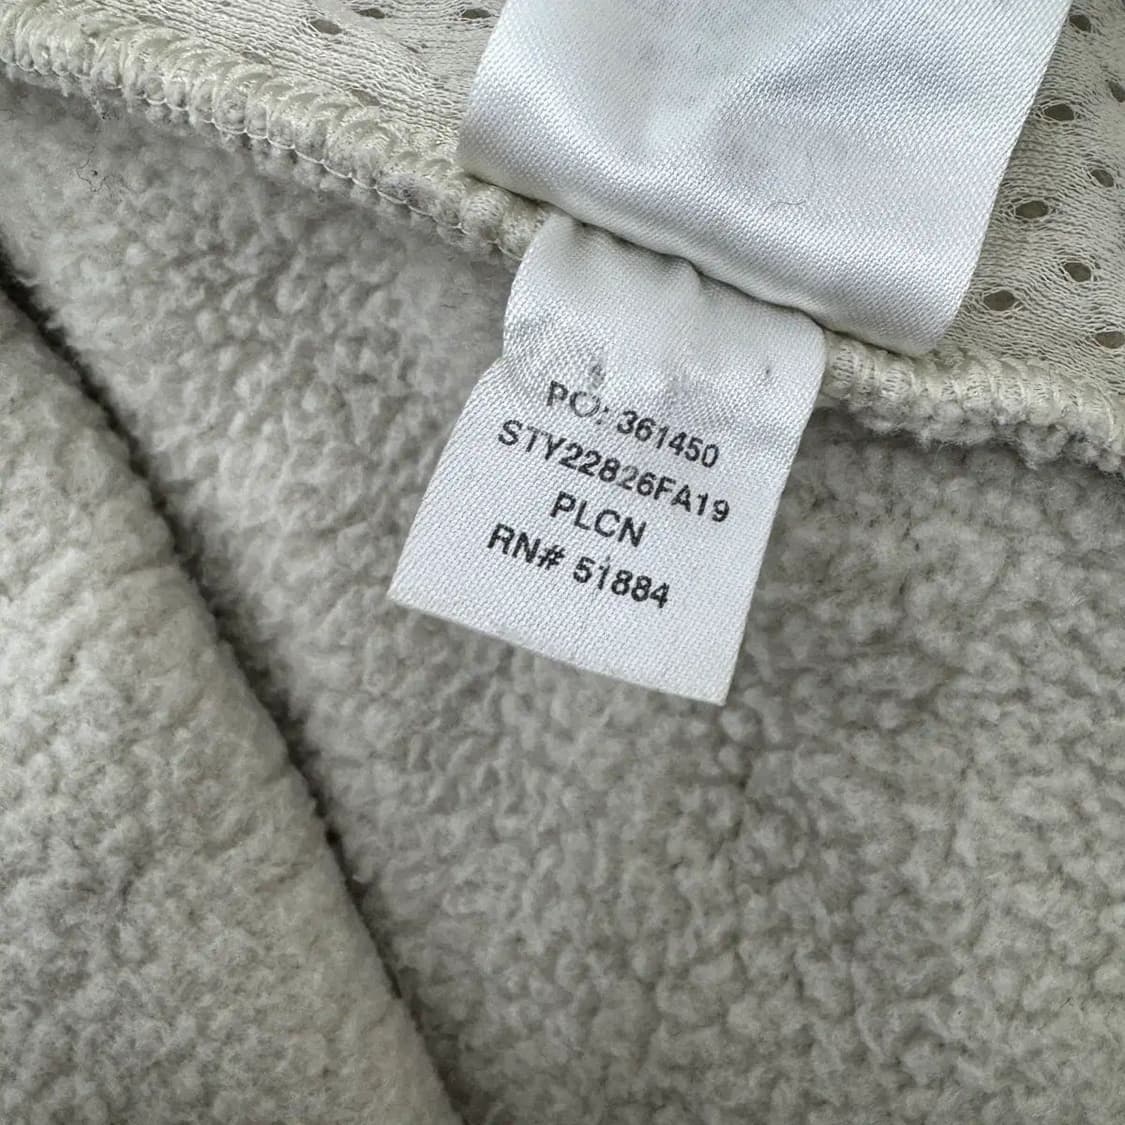 PO: 361450
STY22826FA19
PLCN
RN# 51884